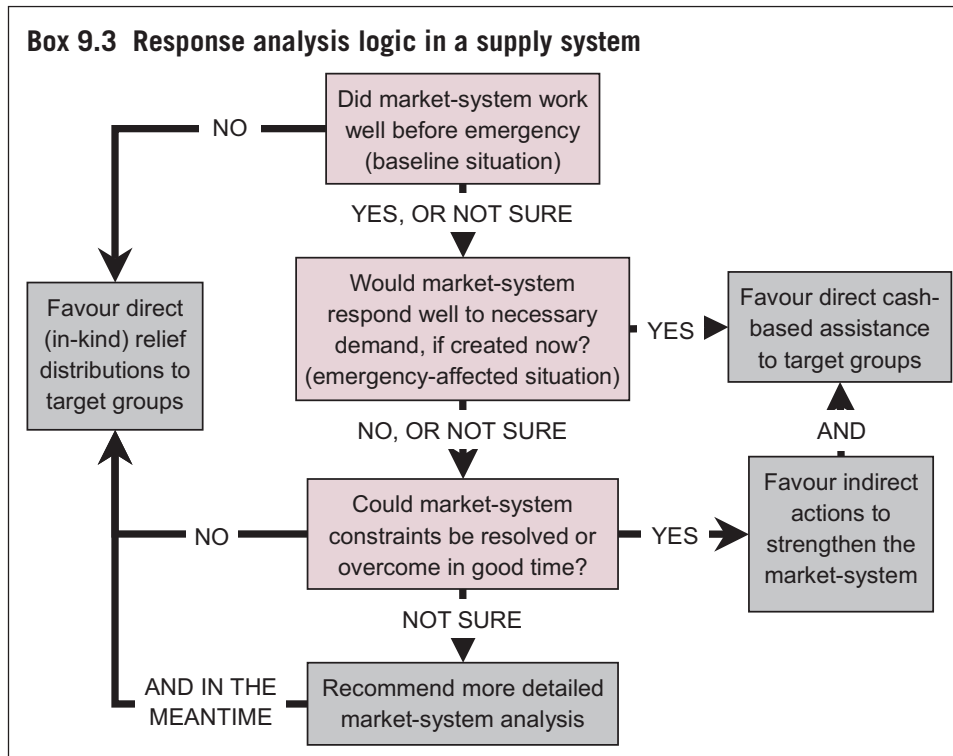 Box 9.3 Response analysis logic in a supply system
Did market-system work
well before emergency
(baseline situation)
NO
YES, OR NOT SURE
Would market-system
respond well to necessary
demand, if created now?
(emergency-affected situation)
YES
Favour direct cash-
based assistance
to target groups
Favour direct
(in-kind) relief
distributions to
target groups
NO, OR NOT SURE
AND
Could market-system
constraints be resolved or
overcome in good time?
NO
YES
Favour indirect
actions to
strengthen the
market-system
NOT SURE
AND IN THE
MEANTIME
Recommend more detailed
market-system analysis